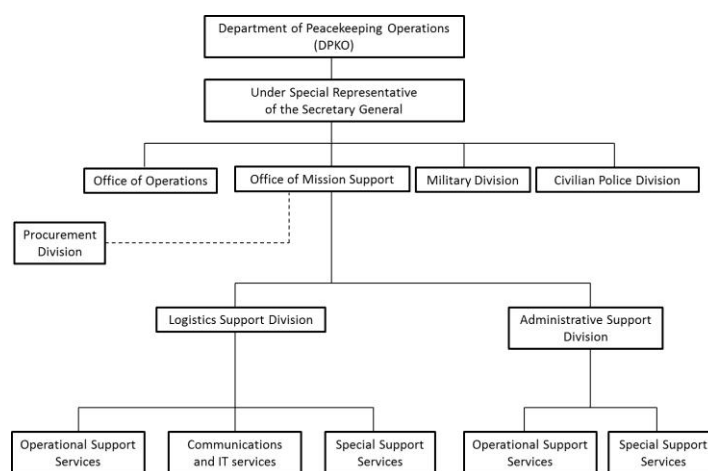 Department of Peacekeeping Operations
(DPKO)
Under Special Representative
of the Secretary General
Office of Operations
Office of Mission Support
Military Division
Civilian Police Division
Procurement
Division
Logistics Support Division
Administrative Support
Division
Operational Support
Services
Communications
and IT services
Special Support
Services
Operational Support
Services
Special Support
Services